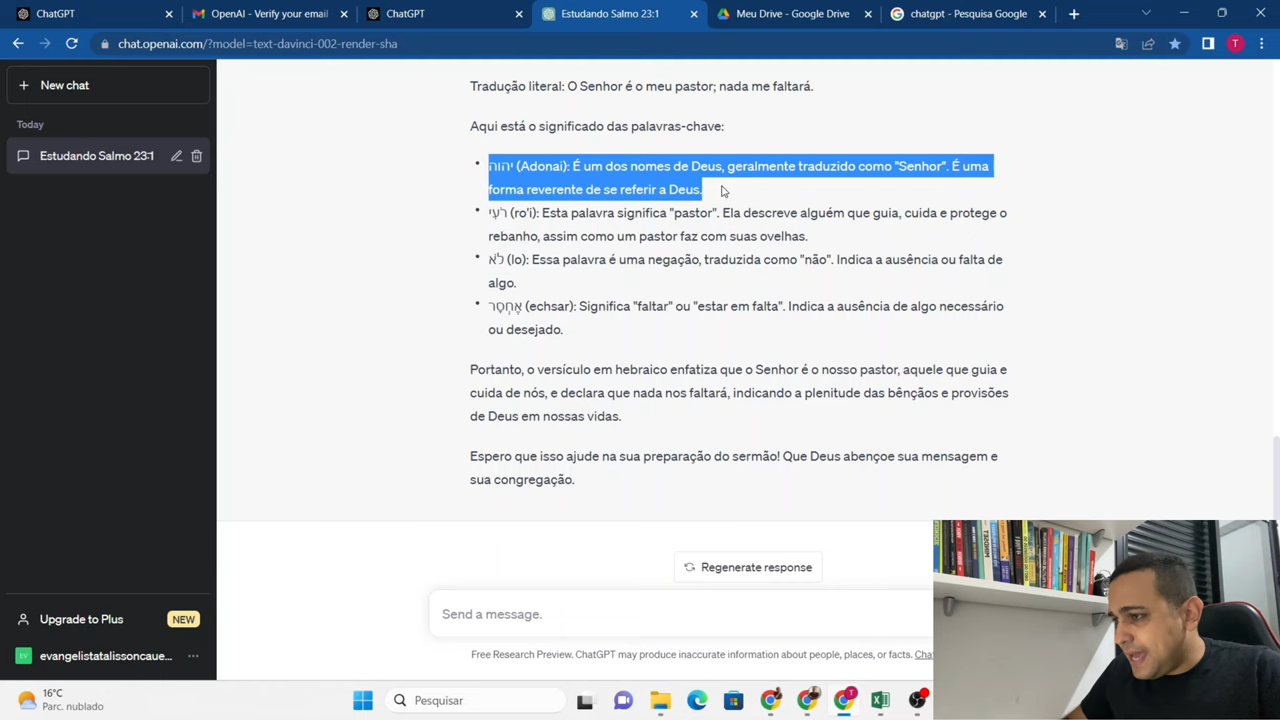 ChatGPT
OpenAI - Verify your email
ChatGPT
Estudando Salmo 23:1
Meu Drive - Google Drive
chatgpt - Pesquisa Google
chat.openai.com/?model=text-davinci-002-render-sha
T
New chat
Today
Estudando Salmo 23:1
Tradução literal: O Senhor é o meu pastor; nada me faltará.
Aqui está o significado das palavras-chave:
יהוה (Adonai): É um dos nomes de Deus, geralmente traduzido como "Senhor". É uma
forma reverente de se referir a Deus.
רֹעִי (ro'i): Esta palavra significa "pastor". Ela descreve alguém que guia, cuida e protege o
rebanho, assim como um pastor faz com suas ovelhas.
לֹא (lo): Essa palavra é uma negação, traduzida como "não". Indica a ausência ou falta de
algo.
אֶחְסָר (echsar): Significa "faltar" ou "estar em falta". Indica a ausência de algo necessário
ou desejado.
Portanto, o versículo em hebraico enfatiza que o Senhor é o nosso pastor, aquele que guia e
cuida de nós, e declara que nada nos faltará, indicando a plenitude das bênçãos e provisões
de Deus em nossas vidas.
Espero que isso ajude na sua preparação do sermão! Que Deus abençoe sua mensagem e
sua congregação.
Regenerate response
Send a message.
Free Research Preview. ChatGPT may produce inaccurate information about people, places, or facts.
Upgrade to Plus
NEW
EV
evangelistatalissoncaue...
16°C
Parc. nublado
Pesquisar